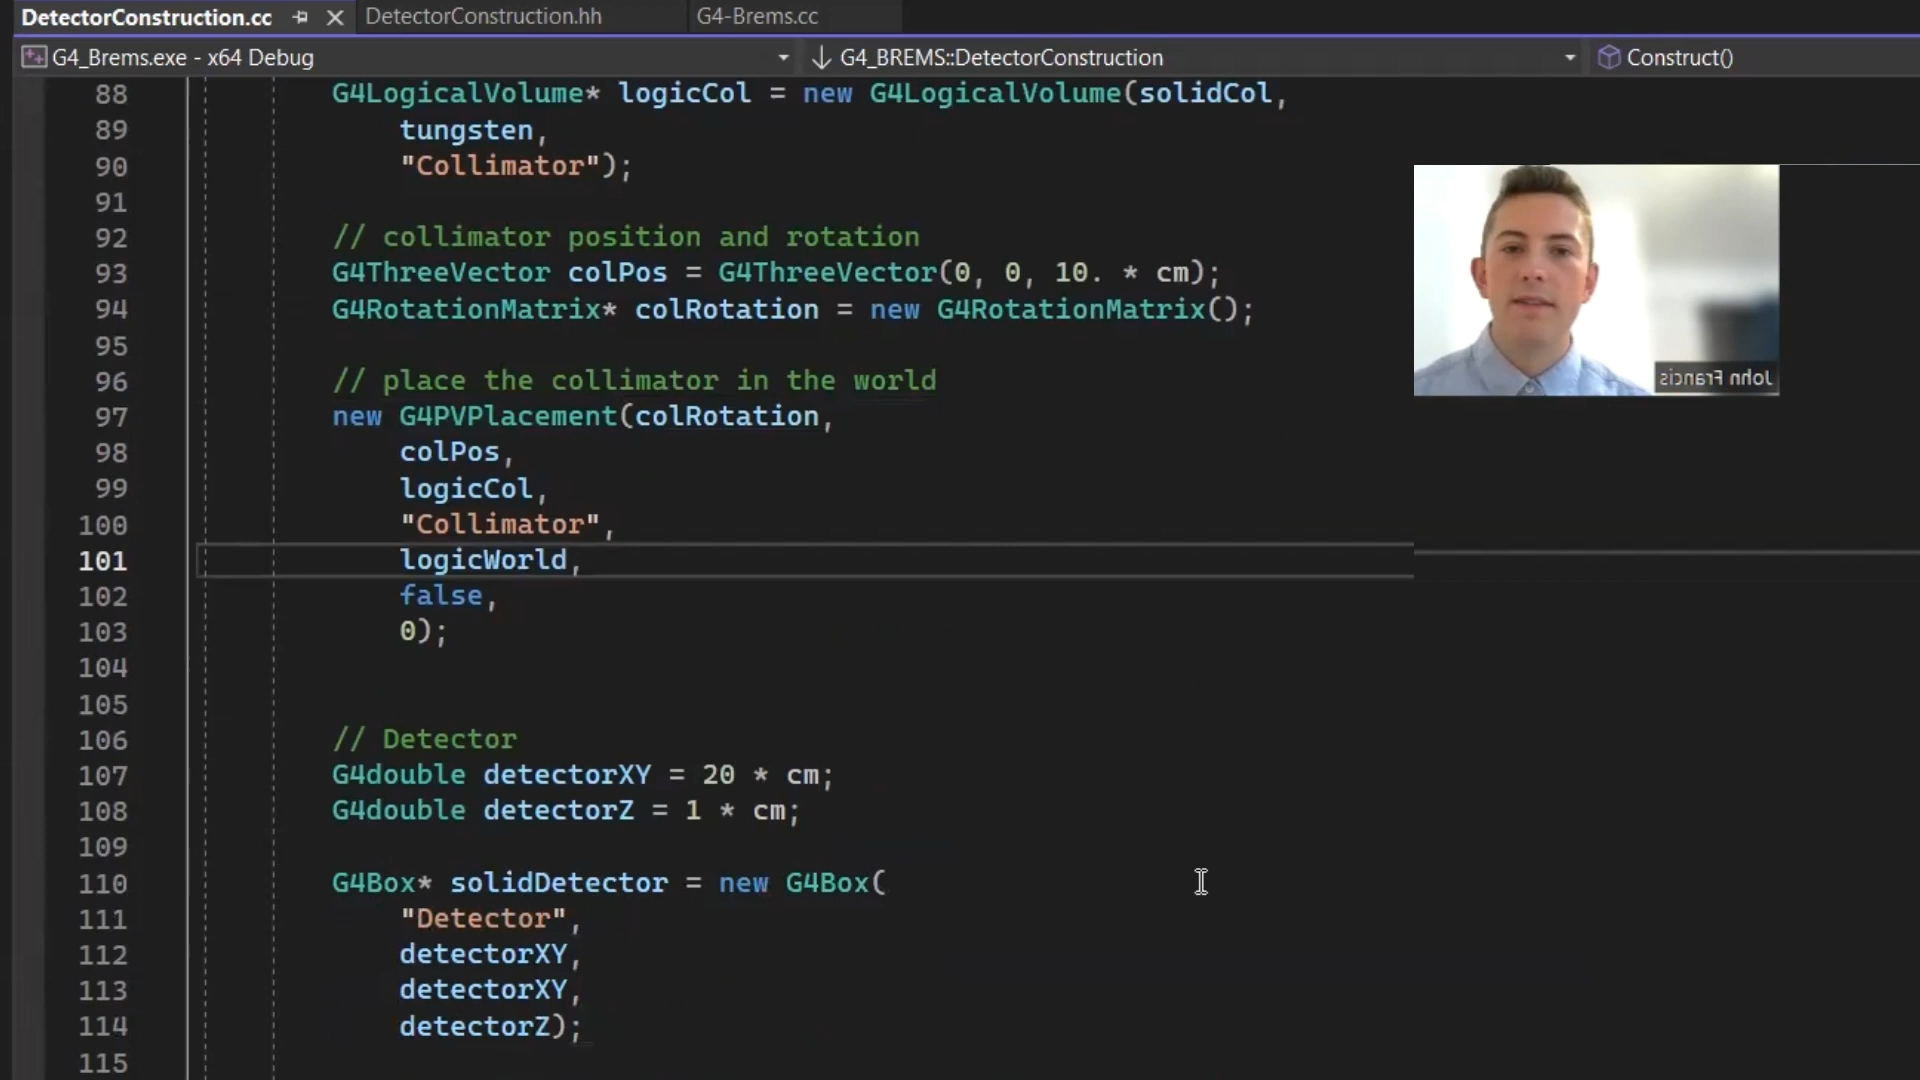 DetectorConstruction.cc DetectorConstruction.hh G4-Brems.cc
G4_Brems.exe - x64 Debug G4_BREMS::DetectorConstruction Construct()
88 G4LogicalVolume* logicCol = new G4LogicalVolume(solidCol,
89 tungsten,
90 "Collimator");
91
92 // collimator position and rotation
93 G4ThreeVector colPos = G4ThreeVector(0, 0, 10. * cm);
94 G4RotationMatrix* colRotation = new G4RotationMatrix();
95
96 // place the collimator in the world
97 new G4PVPlacement(colRotation,
98 colPos,
99 logicCol,
100 "Collimator",
101 logicWorld,
102 false,
103 0);
104
105
106 // Detector
107 G4double detectorXY = 20 * cm;
108 G4double detectorZ = 1 * cm;
109
110 G4Box* solidDetector = new G4Box(
111 "Detector",
112 detectorXY,
113 detectorXY,
114 detectorZ);
115
John Francis